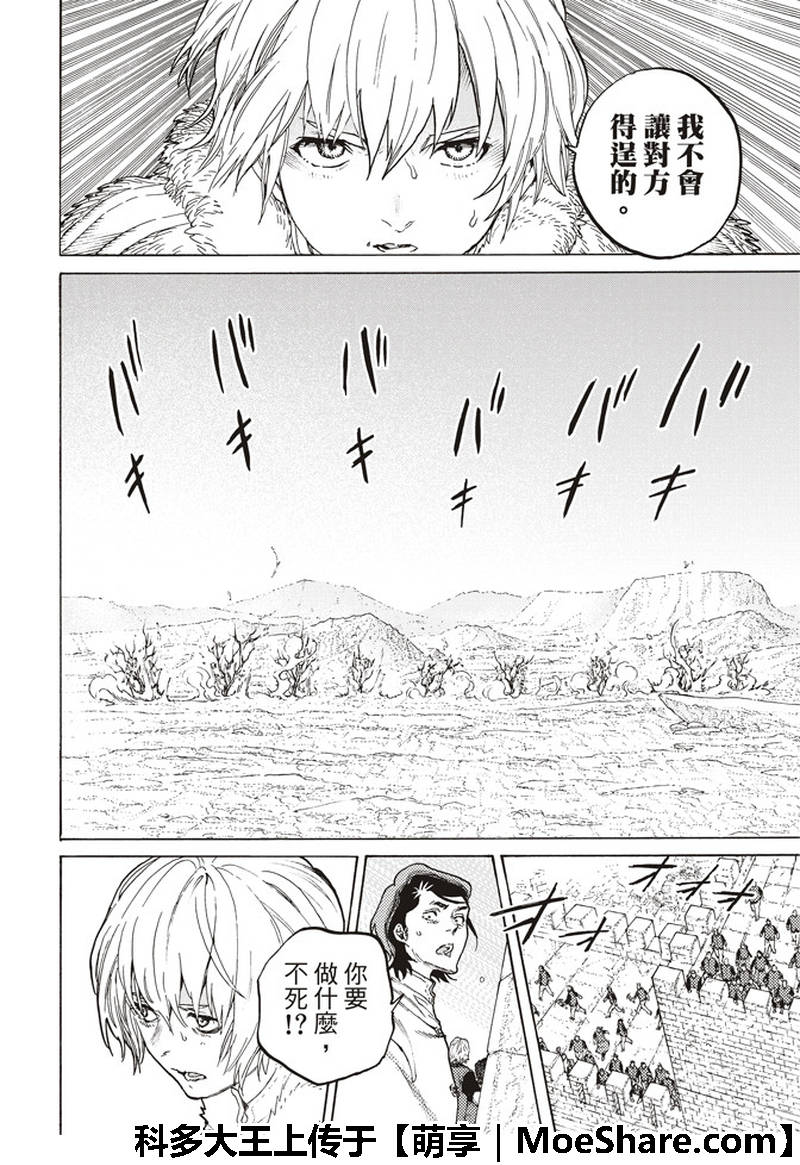 我不會
讓對方
得逞的。
バキ
バキ
バキ
バキ
バキ
バキ
オオオ
你要
做什麼，
不死!?
科多大王上传于【萌享 | MoeShare.com】